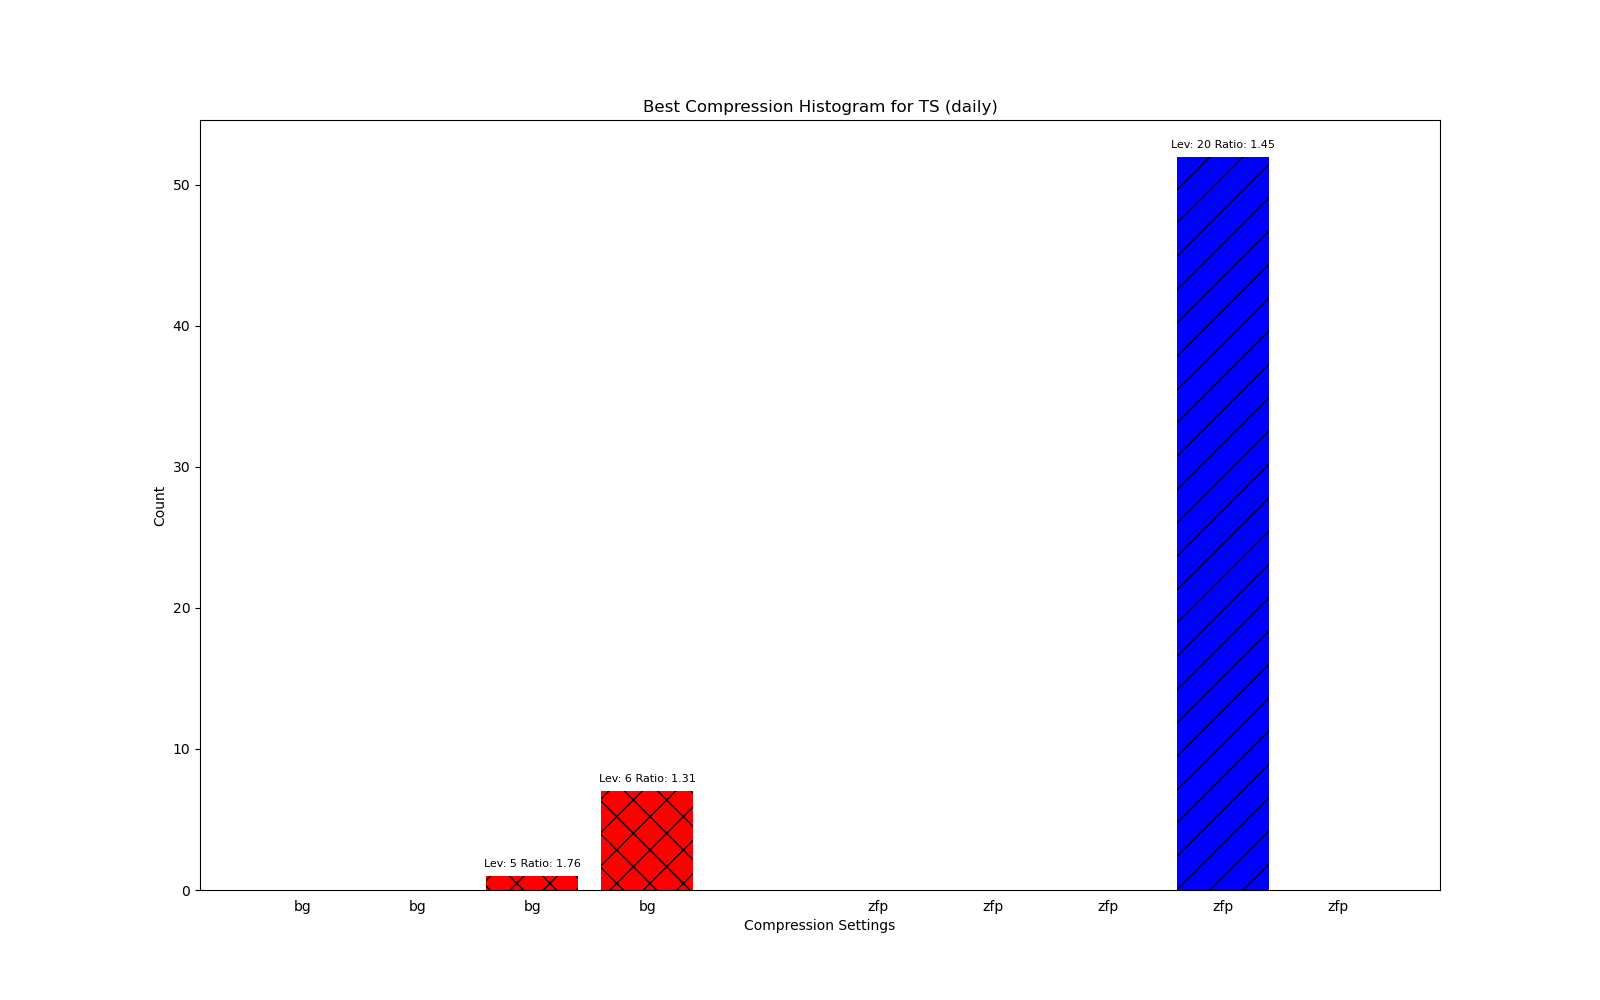 Best Compression Histogram for TS (daily)
Lev: 20 Ratio: 1.45
50
40
30
20
10
0
Count
Lev: 6 Ratio: 1.31
Lev: 5 Ratio: 1.76
bg bg bg bg zfp zfp zfp zfp zfp
Compression Settings